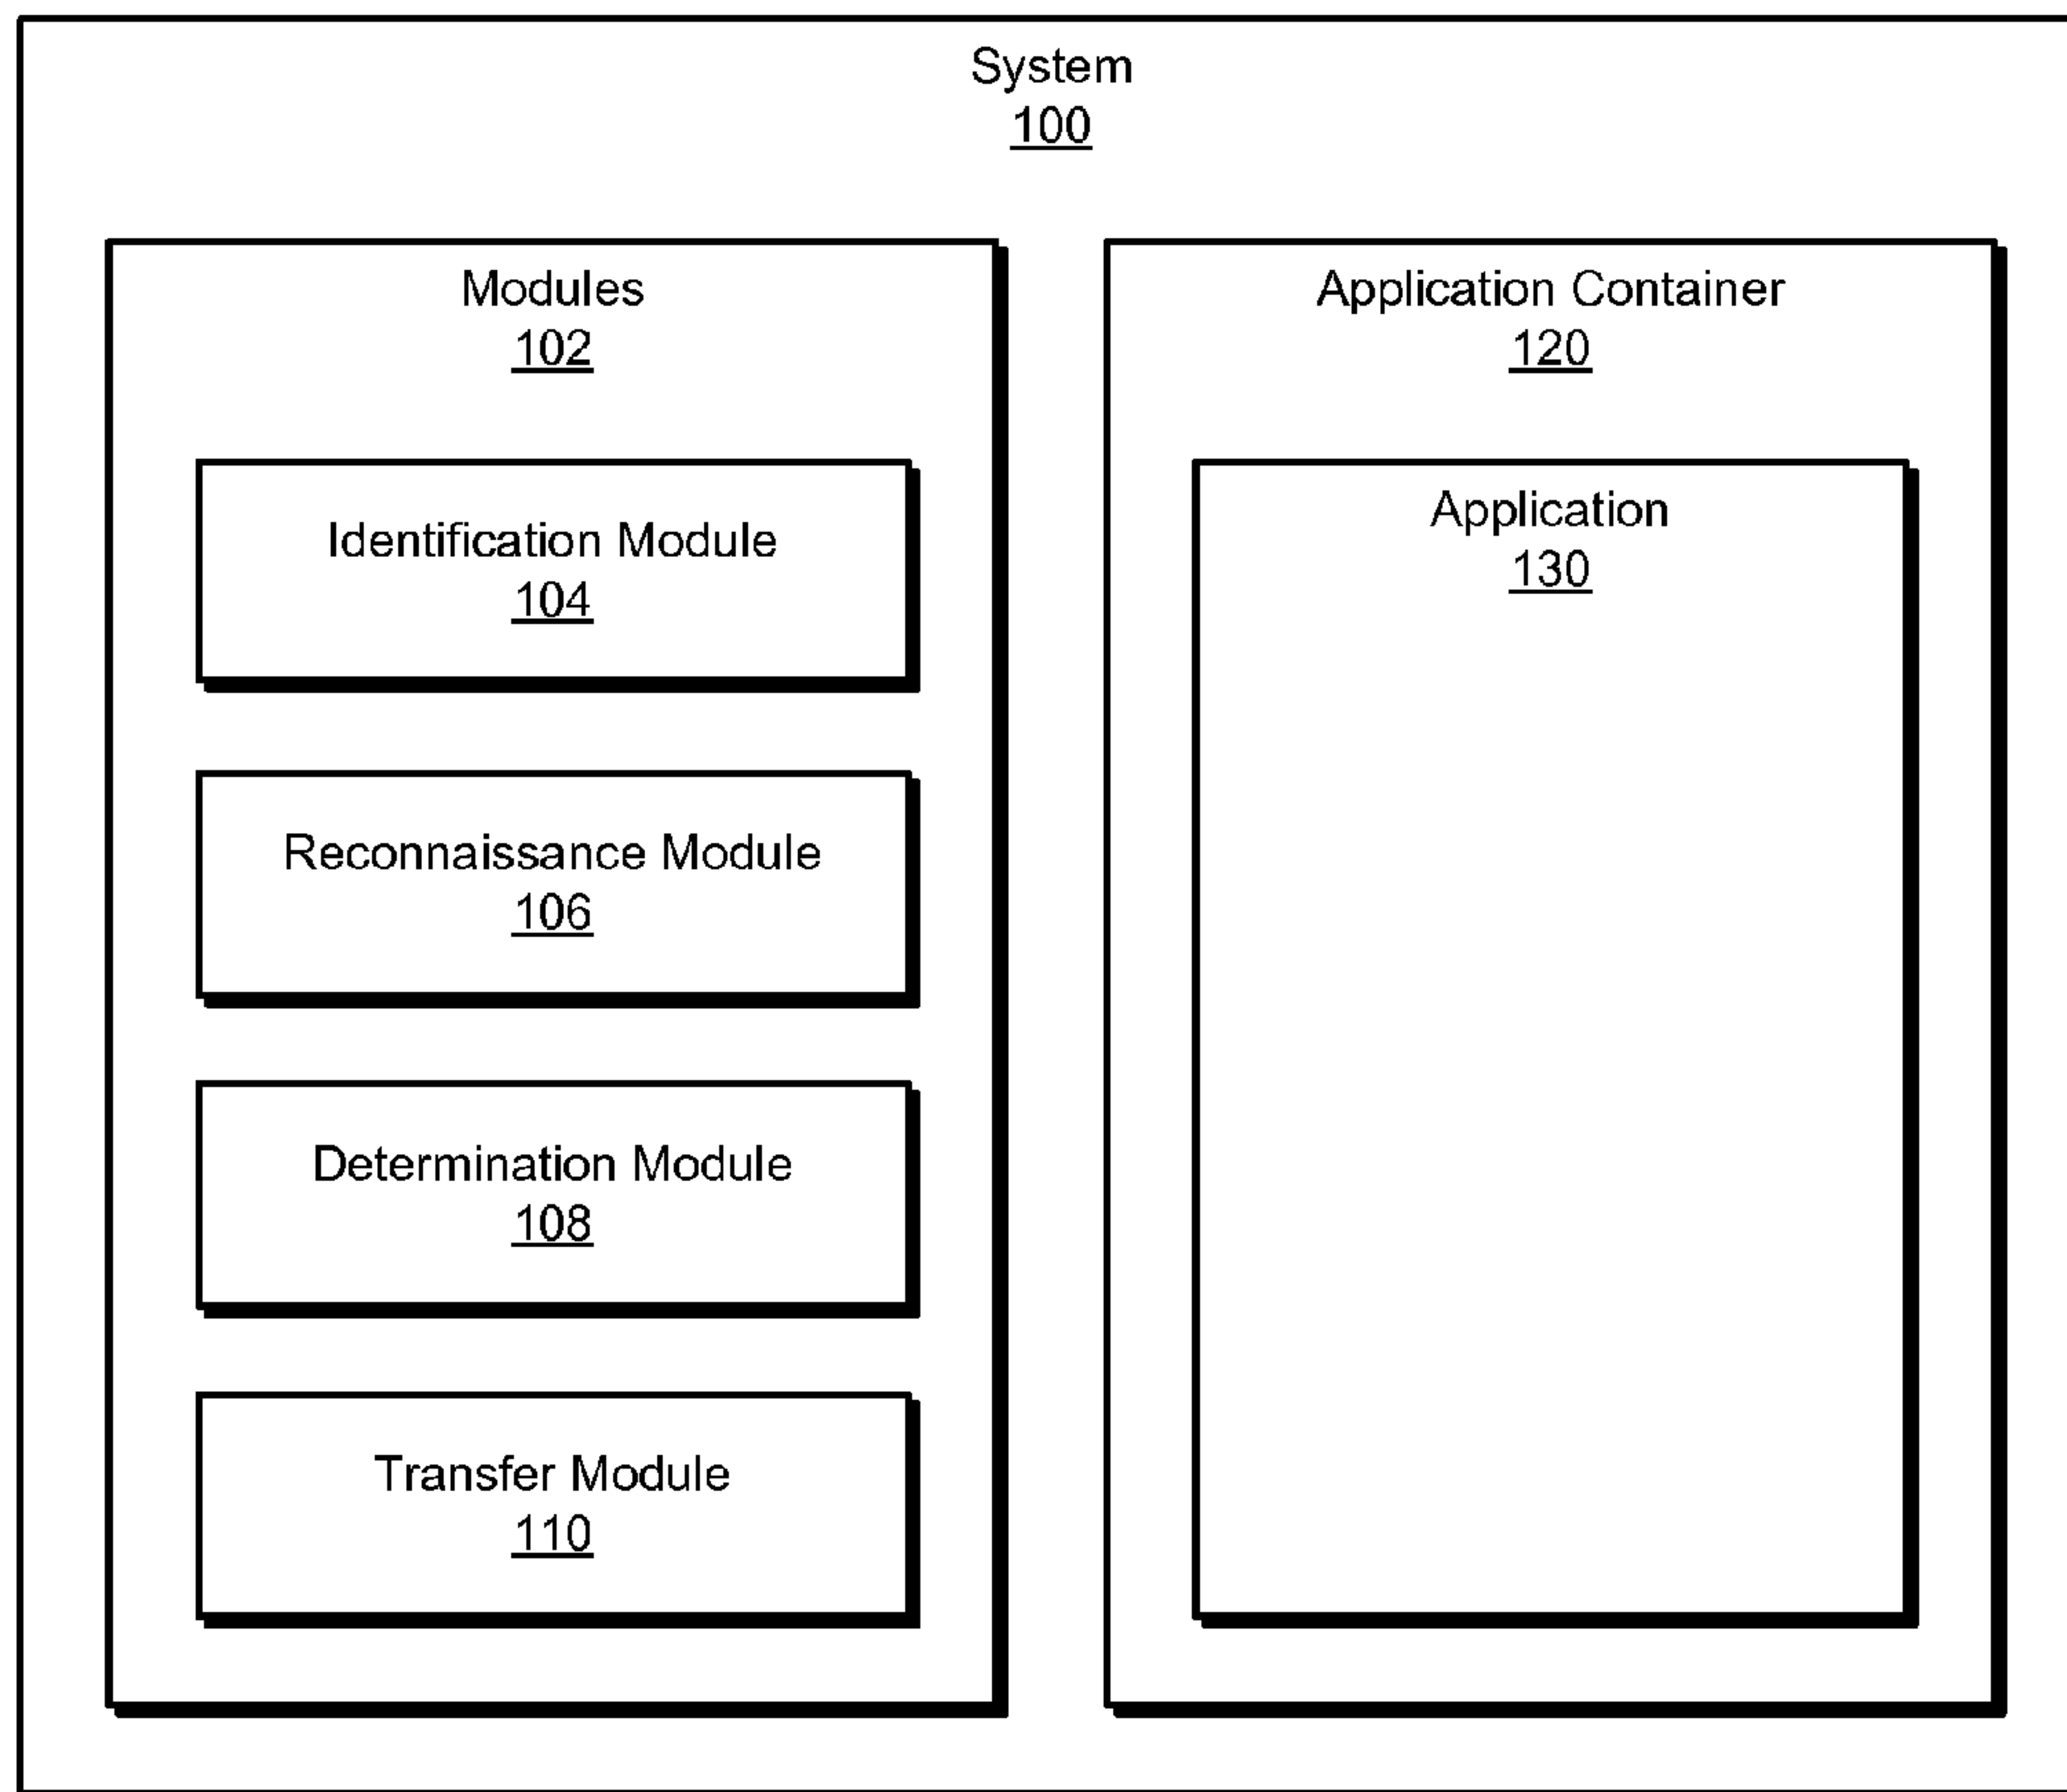 System
100
Modules
102
Identification Module
104
Reconnaissance Module
106
Determination Module
108
Transfer Module
110
Application Container
120
Application
130